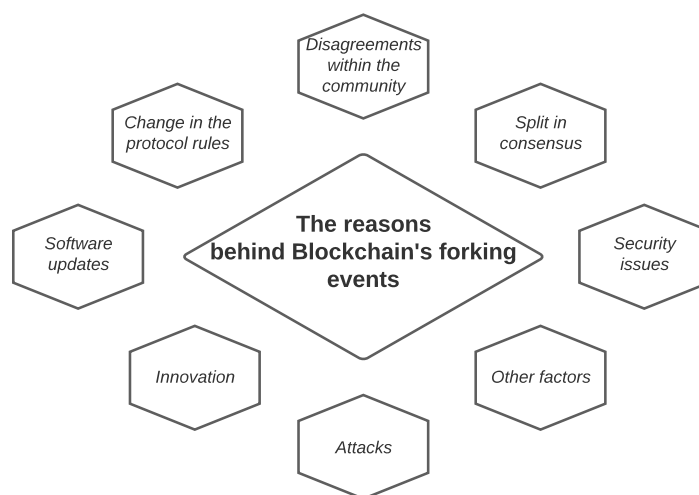 Disagreements
within the
community
Change in the
protocol rules
Split in
consensus
The reasons
behind Blockchain's forking
events
Software
updates
Security
issues
Innovation
Other factors
Attacks